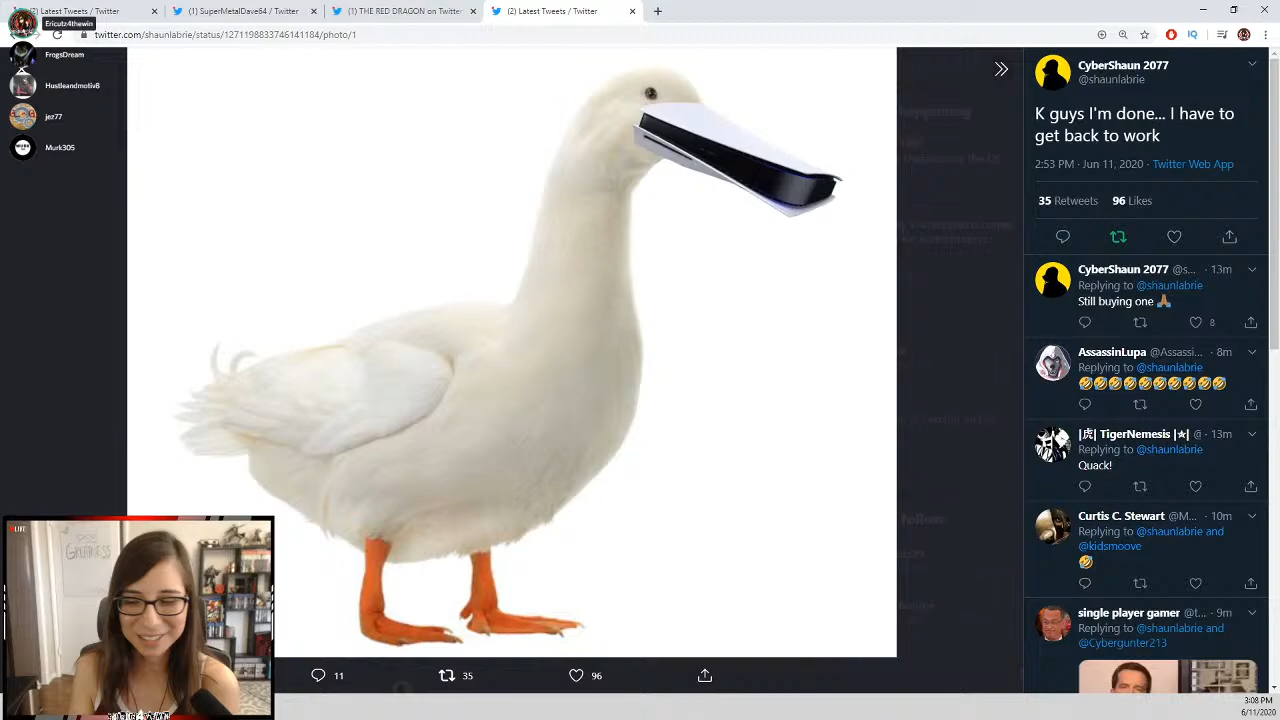 (2) Latest Tweets / Twitter
(1) SuperMetalDave64 / Twitter
(1) THE RED DRAGON on Twitter
(2) Latest Tweets / Twitter
Ericutz4thewin
twitter.com/shaunlabrie/status/1271198833746141184/photo/1
FrogsDream
Hustleandmotiv8
jez77
Murk305
CyberShaun 2077
@shaunlabrie
K guys I'm done... I have to
get back to work
2:53 PM · Jun 11, 2020 · Twitter Web App
35 Retweets 96 Likes
CyberShaun 2077 @s... · 13m
Replying to @shaunlabrie
Still buying one 🙏🏾
8
AssassinLupa @Assassi... · 8m
Replying to @shaunlabrie
🤣🤣🤣🤣🤣🤣🤣🤣🤣🤣
TigerNemesis |★| @ · 13m
Replying to @shaunlabrie
Quack!
Curtis C. Stewart @M... · 10m
Replying to @shaunlabrie and
@kidsmoove
🤣
single player gamer @t... · 9m
Replying to @shaunlabrie and
@Cybergunter213
11 35 96
LIVE
3:08 PM
6/11/2020